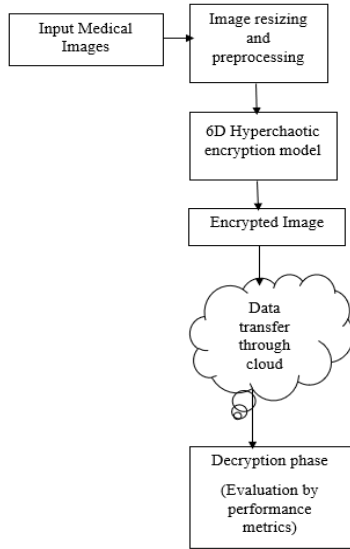 Input Medical
Images
Image resizing
and
preprocessing
6D Hyperchaotic
encryption model
Encrypted Image
Data
transfer
through
cloud
Decryption phase
(Evaluation by
performance
metrics)